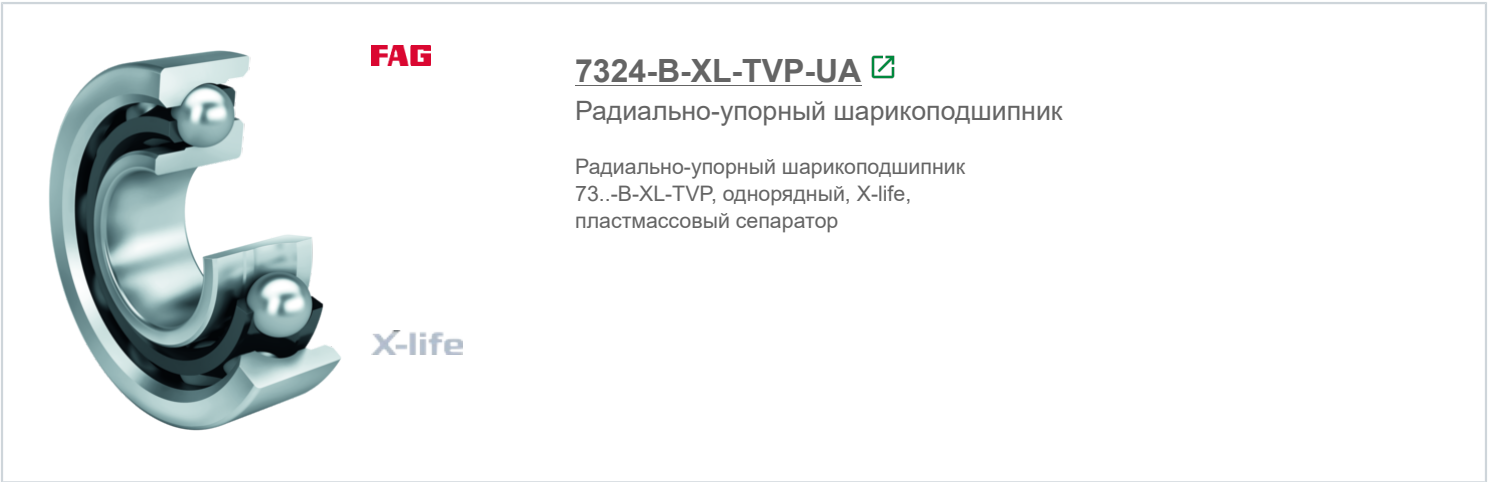 FAG
7324-B-XL-TVP-UA
Радиально-упорный шарикоподшипник
Радиально-упорный шарикоподшипник
73..-B-XL-TVP, однорядный, X-life,
пластмассовый сепаратор
X-life